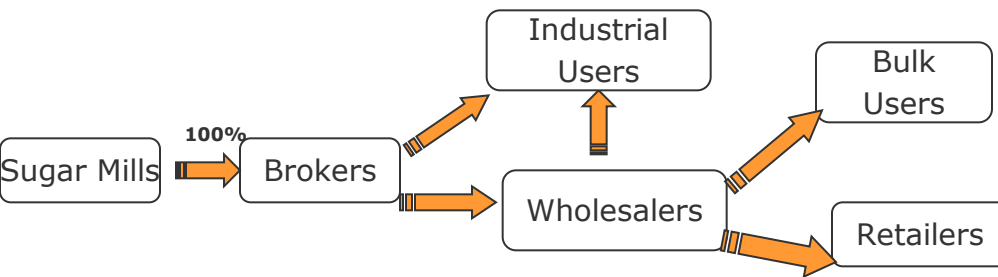 Industrial
Users
Bulk
Users
100%
Sugar Mills
Brokers
Wholesalers
Retailers